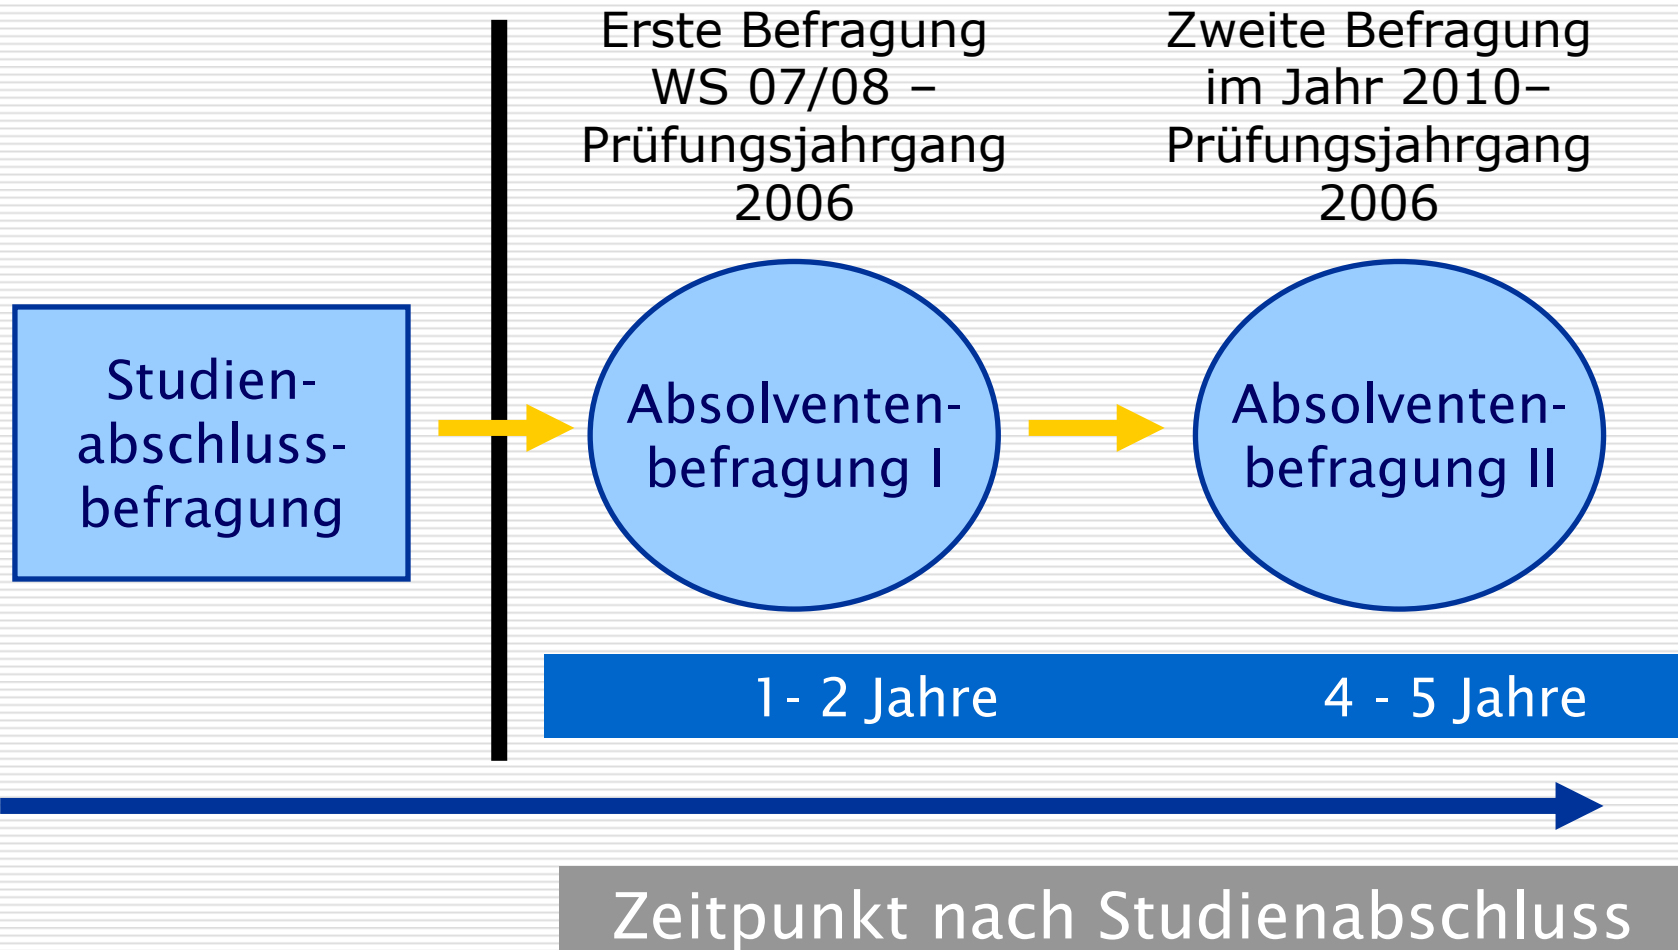 Erste Befragung
WS 07/08 –
Prüfungsjahrgang
2006
Zweite Befragung
im Jahr 2010–
Prüfungsjahrgang
2006
Studien-
abschluss-
befragung
Absolventen-
befragung I
Absolventen-
befragung II
1- 2 Jahre
4 - 5 Jahre
Zeitpunkt nach Studienabschluss